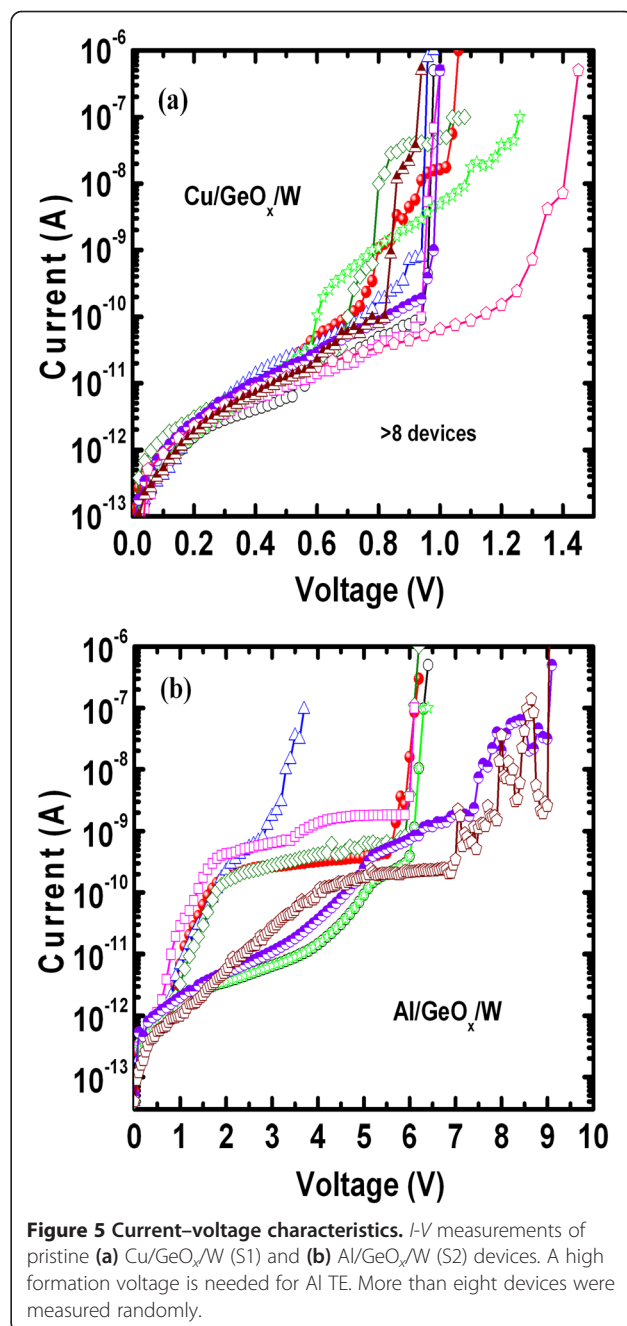 10⁻⁶
10⁻⁷
10⁻⁸
10⁻⁹
10⁻¹⁰
10⁻¹¹
10⁻¹²
10⁻¹³
Current (A)
(a)
Cu/GeOₓ/W
>8 devices
0.0 0.2 0.4 0.6 0.8 1.0 1.2 1.4
Voltage (V)
10⁻⁶
10⁻⁷
10⁻⁸
10⁻⁹
10⁻¹⁰
10⁻¹¹
10⁻¹²
10⁻¹³
Current (A)
(b)
Al/GeOₓ/W
0 1 2 3 4 5 6 7 8 9 10
Voltage (V)
Figure 5 Current–voltage characteristics. I-V measurements of
pristine (a) Cu/GeOₓ/W (S1) and (b) Al/GeOₓ/W (S2) devices. A high
formation voltage is needed for Al TE. More than eight devices were
measured randomly.